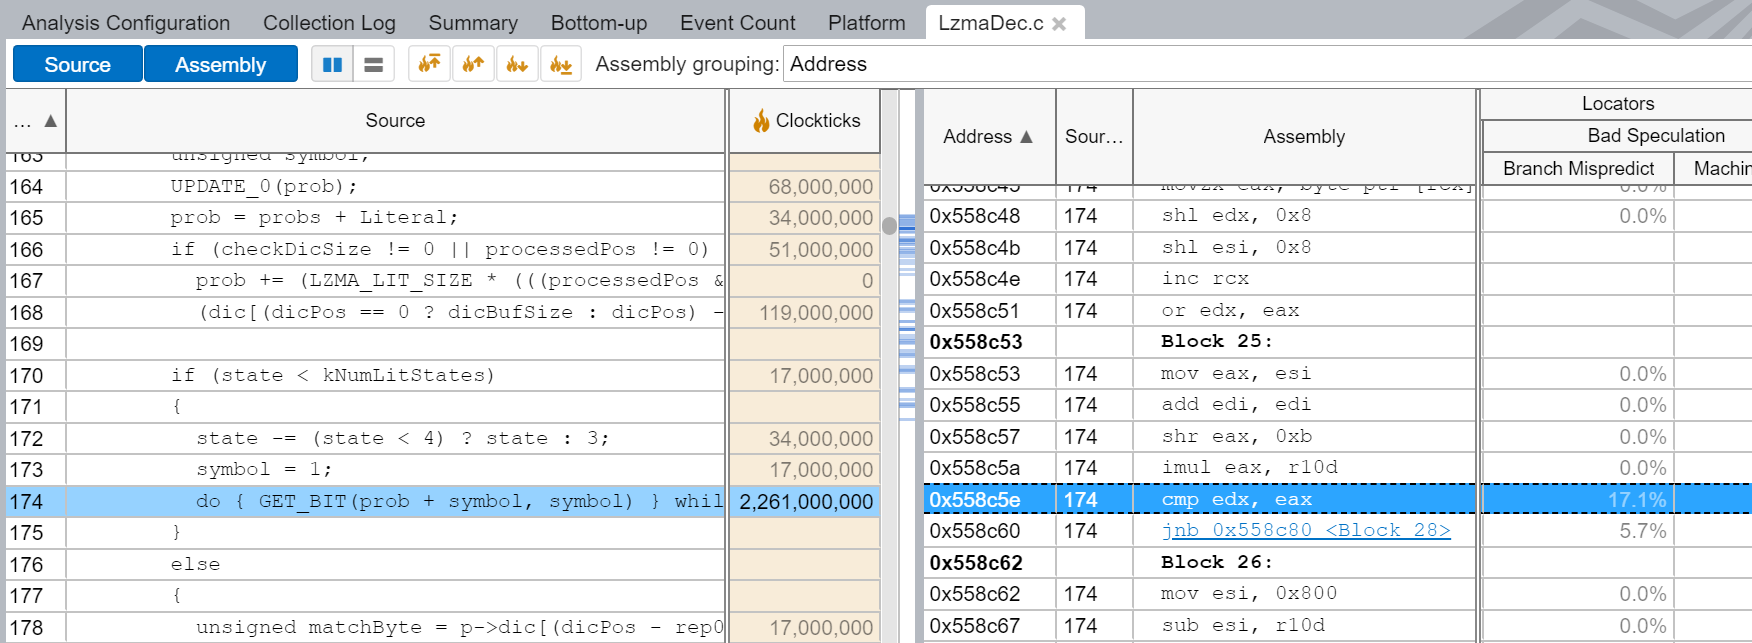 Analysis Configuration Collection Log Summary Bottom-up Event Count Platform LzmaDec.c
Source Assembly Assembly grouping: Address
... Source Clockticks
163 unsigned symbol;
164 UPDATE_0(prob); 68,000,000
165 prob = probs + Literal; 34,000,000
166 if (checkDicSize != 0 || processedPos != 0) 51,000,000
167 prob += (LZMA_LIT_SIZE * (((processedPos & 0
168 (dic[(dicPos == 0 ? dicBufSize : dicPos) - 119,000,000
169
170 if (state < kNumLitStates) 17,000,000
171 {
172 state -= (state < 4) ? state : 3; 34,000,000
173 symbol = 1; 17,000,000
174 do { GET_BIT(prob + symbol, symbol) } whil 2,261,000,000
175 }
176 else
177 {
178 unsigned matchByte = p->dic[(dicPos - rep0 17,000,000
Locators
Address Sour... Assembly Bad Speculation
Branch Mispredict Machin
0x558c45 174 movzx eax, byte ptr [rcx] 0.0%
0x558c48 174 shl edx, 0x8 0.0%
0x558c4b 174 shl esi, 0x8
0x558c4e 174 inc rcx
0x558c51 174 or edx, eax
0x558c53 Block 25:
0x558c53 174 mov eax, esi 0.0%
0x558c55 174 add edi, edi 0.0%
0x558c57 174 shr eax, 0xb 0.0%
0x558c5a 174 imul eax, r10d 0.0%
0x558c5e 174 cmp edx, eax 17.1%
0x558c60 174 jnb 0x558c80 <Block 28> 5.7%
0x558c62 Block 26:
0x558c62 174 mov esi, 0x800 0.0%
0x558c67 174 sub esi, r10d 0.0%